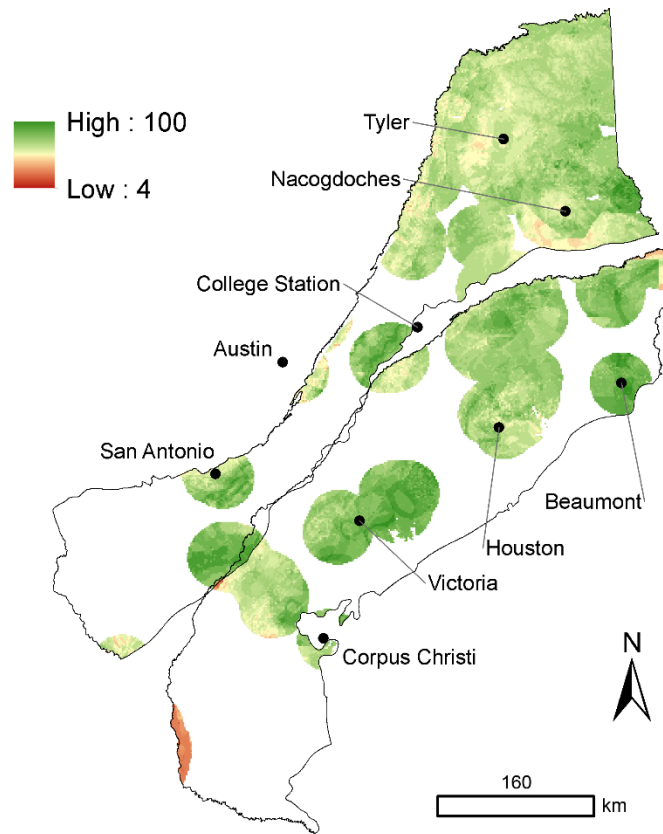 High : 100
Low : 4
Tyler
Nacogdoches
College Station
Austin
San Antonio
Beaumont
Houston
Victoria
Corpus Christi
N
160
km